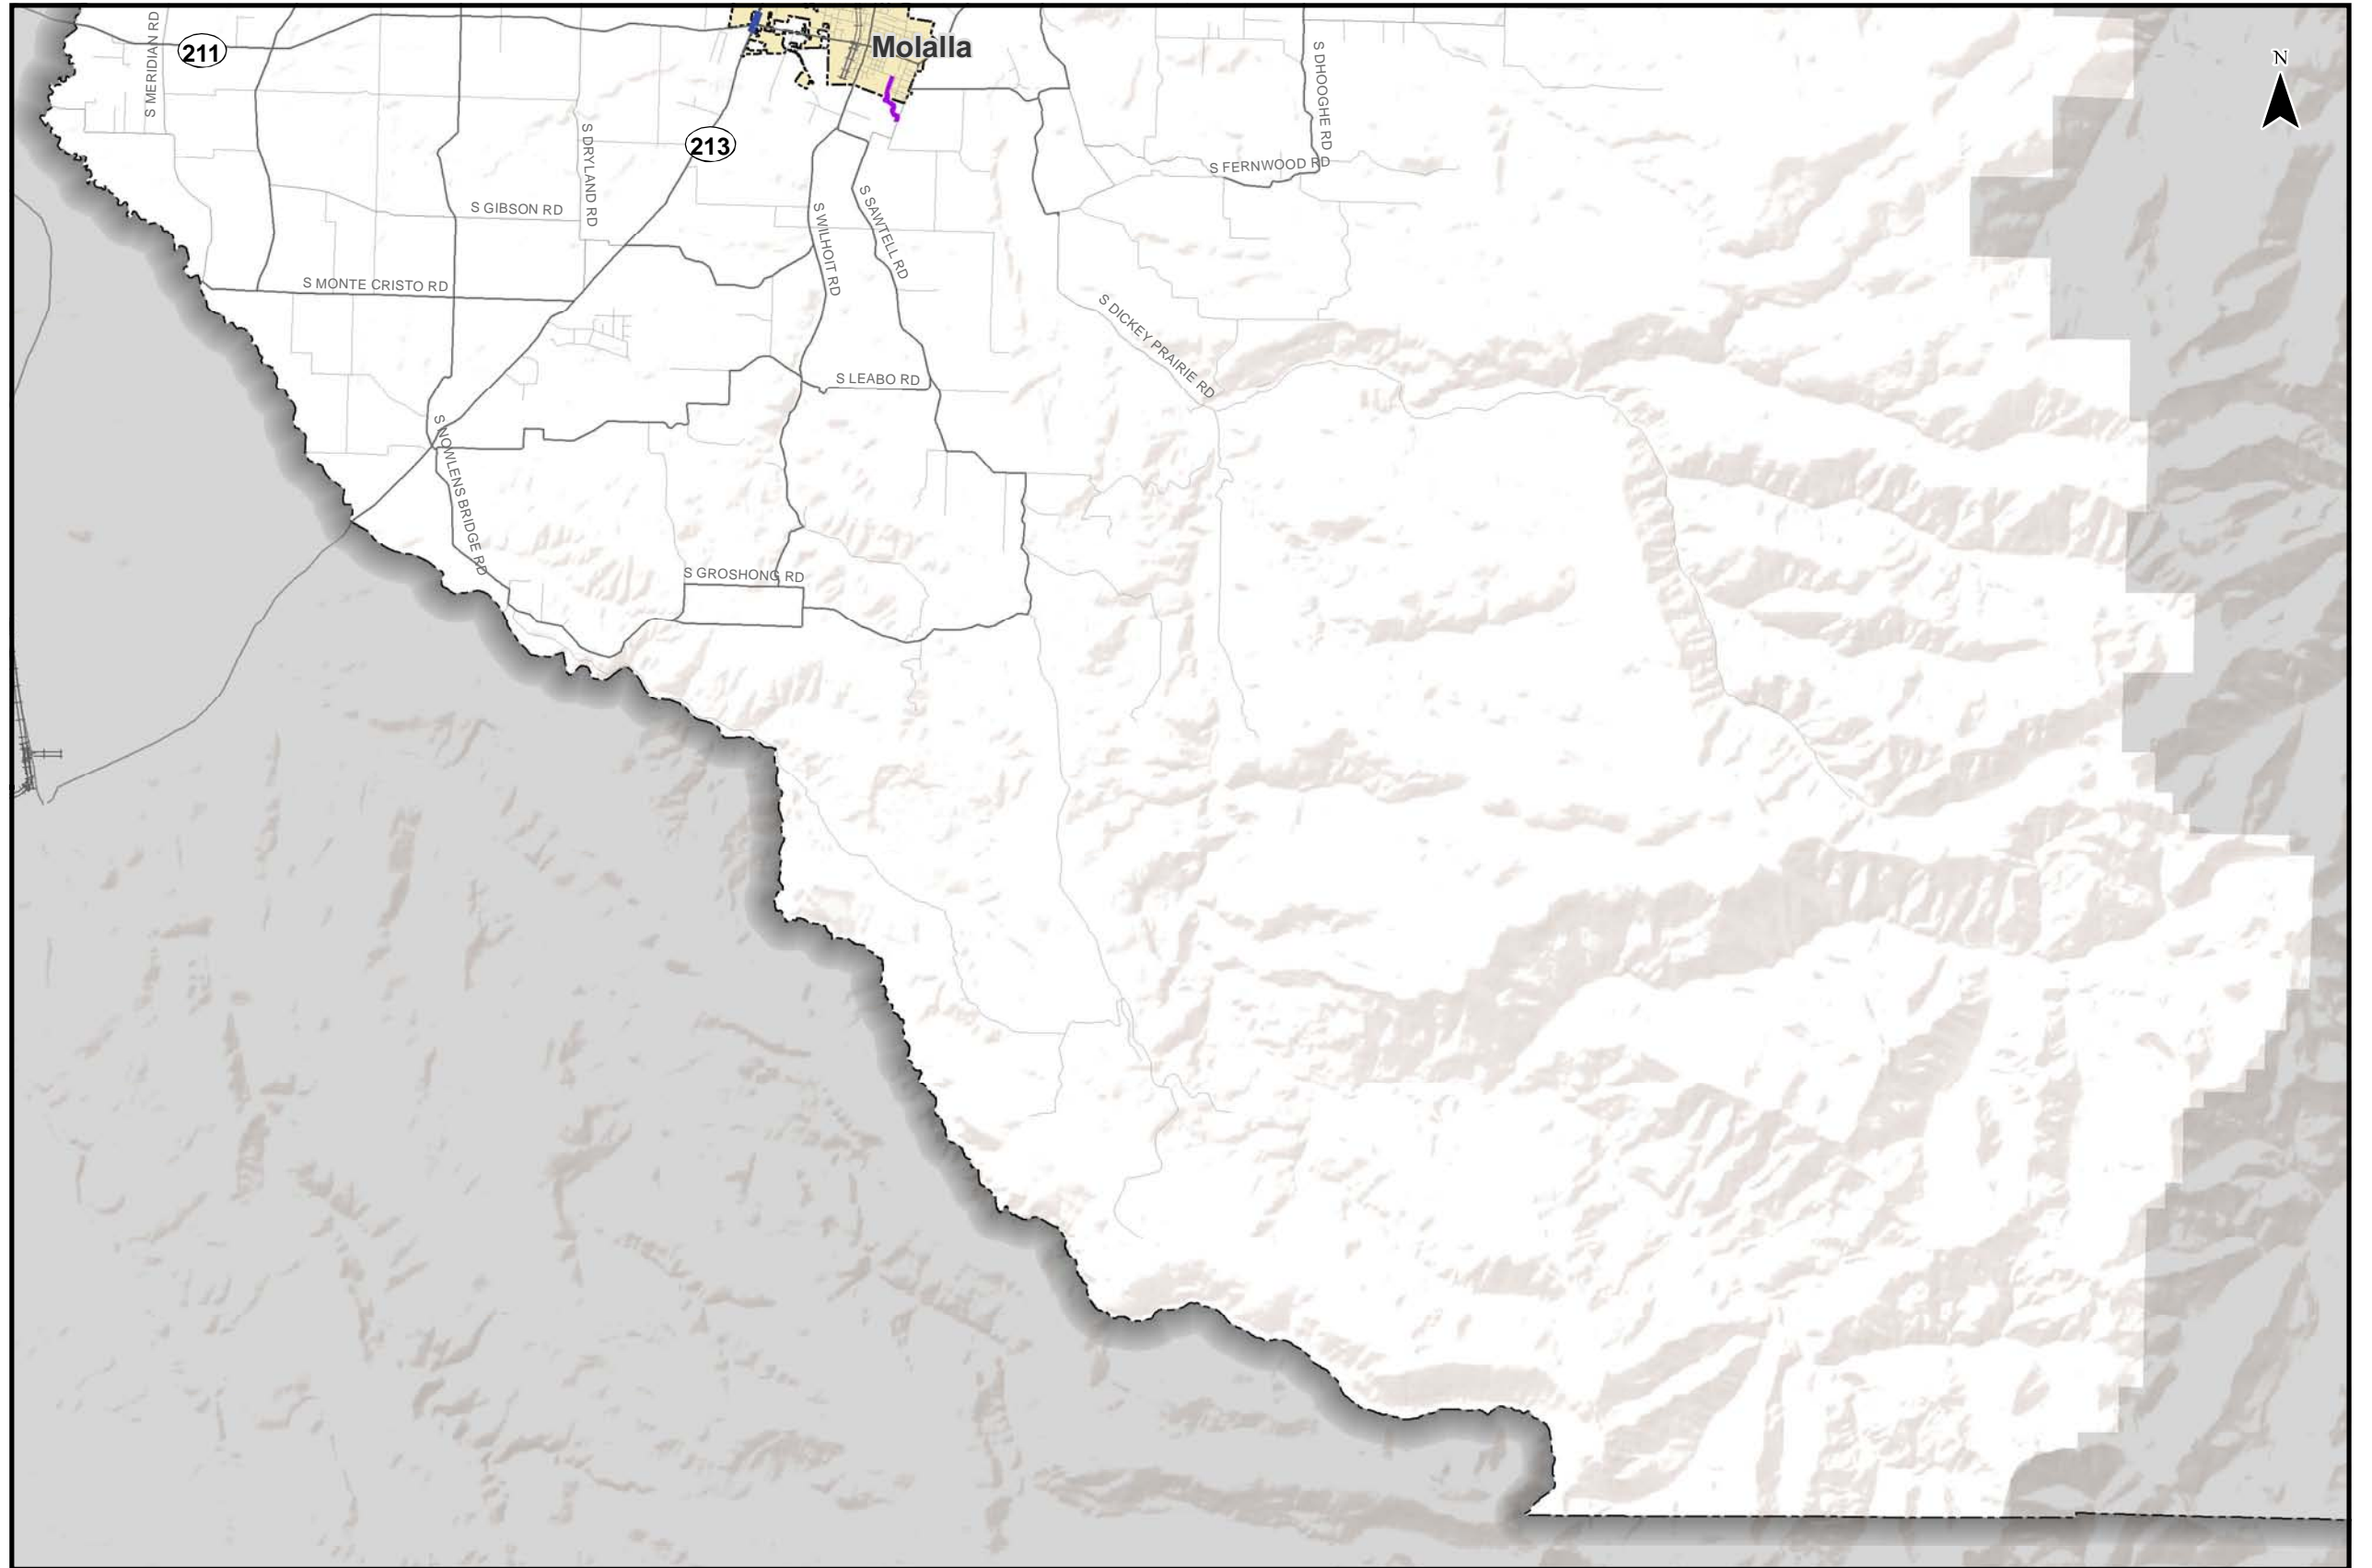 S MERIDIAN RD
211
Molalla
N
S DHOOGHE RD
213
S DRYLAND RD
S FERNWOOD RD
S GIBSON RD
S WILHOIT RD
S SAWTELL RD
S MONTE CRISTO RD
S DICKEY PRAIRIE RD
S LEABO RD
S NOWLENS BRIDGE RD
S GROSHONG RD